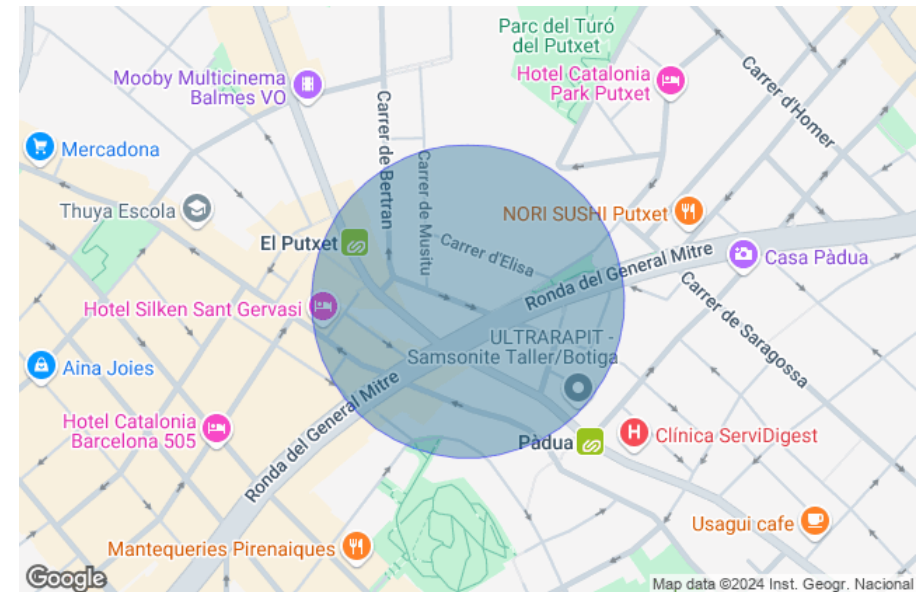 Parc del Turó
del Putxet
Mooby Multicinema
Balmes VO
Hotel Catalonia
Park Putxet
Carrer d'Homer
Mercadona
Carrer de Bertran
Carrer de Musitu
Thuya Escola
NORI SUSHI Putxet
El Putxet
Carrer d'Elisa
Ronda del General Mitre
Casa Pàdua
Hotel Silken Sant Gervasi
Carrer de Saragossa
ULTRARAPIT -
Samsonite Taller/Botiga
Aina Joies
Hotel Catalonia
Barcelona 505
Ronda del General Mitre
Pàdua
H
Clínica ServiDigest
Usagui cafe
Mantequeries Pirenaiques
Google
Map data ©2024 Inst. Geogr. Nacional